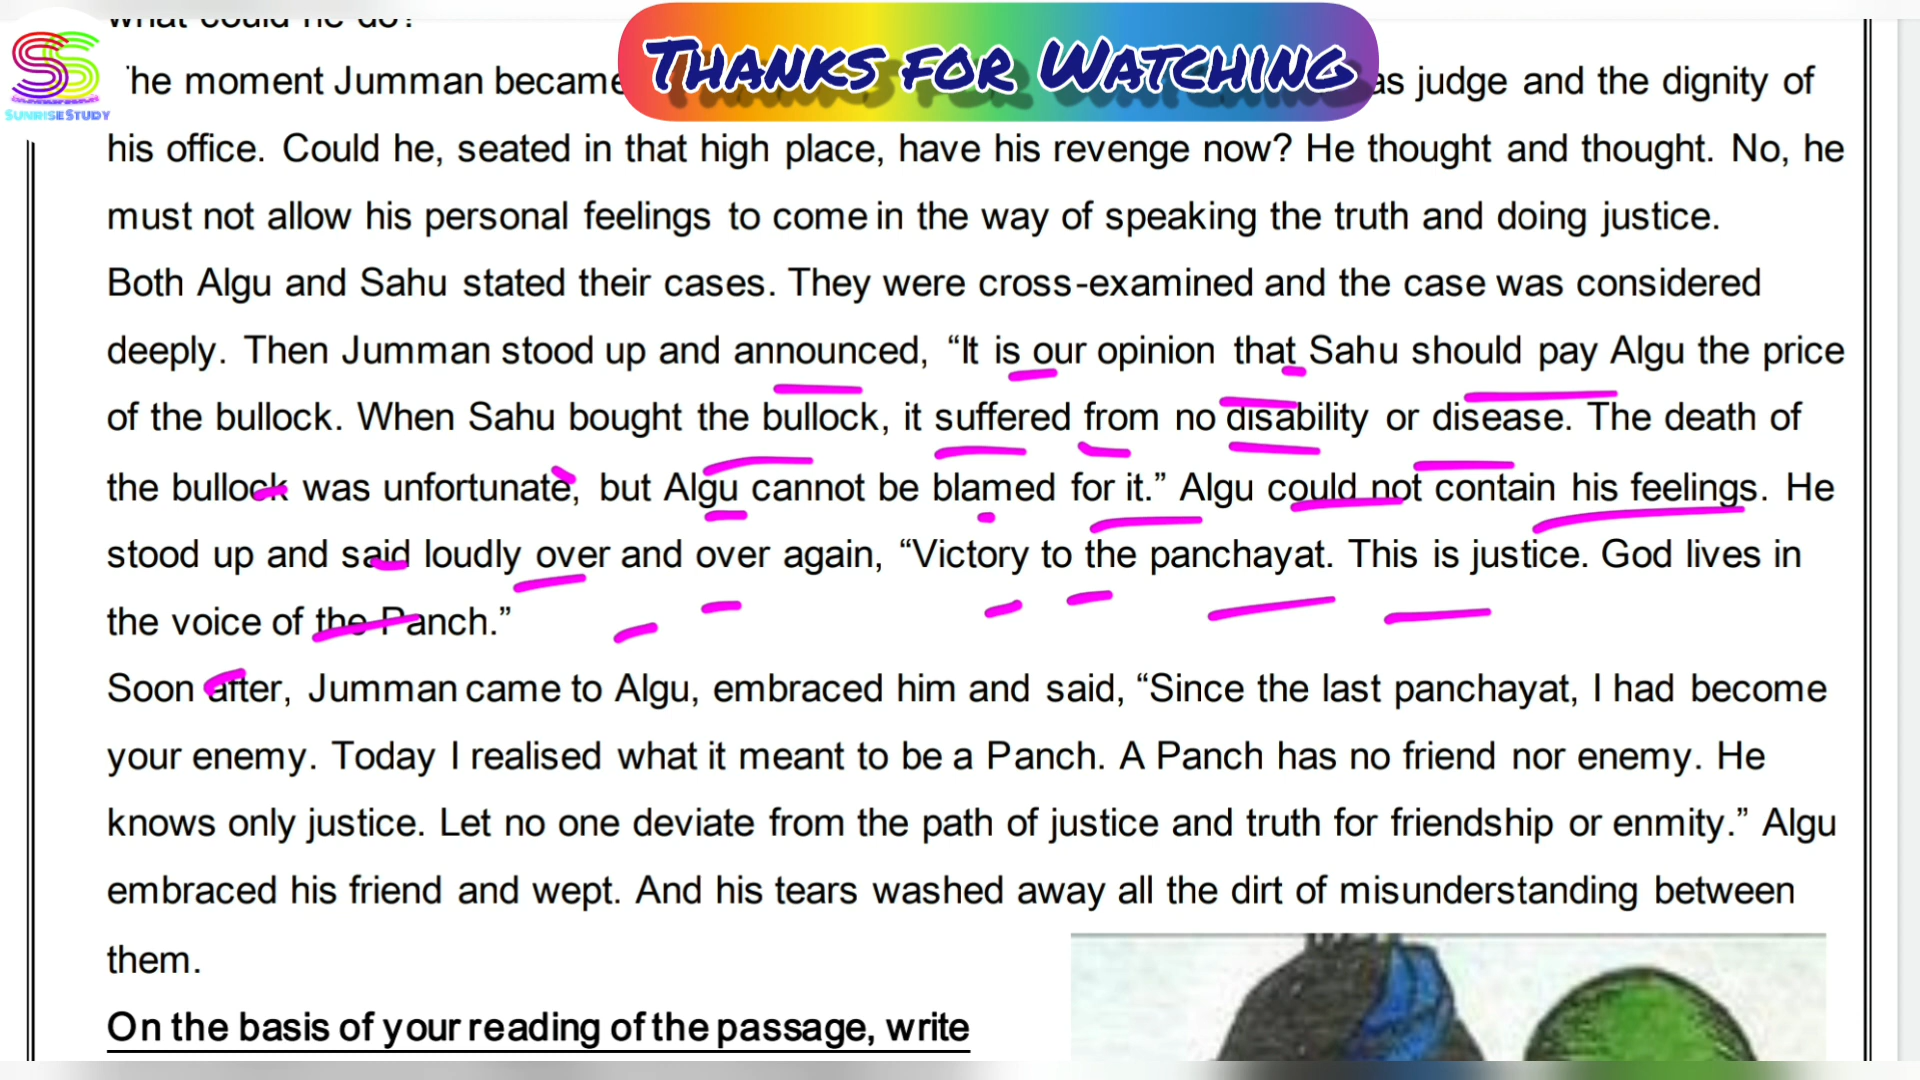 what could he do?
THANKS FOR WATCHING
SS
SUNRISESTUDY
he moment Jumman became as judge and the dignity of
his office. Could he, seated in that high place, have his revenge now? He thought and thought. No, he
must not allow his personal feelings to come in the way of speaking the truth and doing justice.
Both Algu and Sahu stated their cases. They were cross-examined and the case was considered
deeply. Then Jumman stood up and announced, “It is our opinion that Sahu should pay Algu the price
of the bullock. When Sahu bought the bullock, it suffered from no disability or disease. The death of
the bullock was unfortunate, but Algu cannot be blamed for it.” Algu could not contain his feelings. He
stood up and said loudly over and over again, “Victory to the panchayat. This is justice. God lives in
the voice of the Panch.”
Soon after, Jumman came to Algu, embraced him and said, “Since the last panchayat, I had become
your enemy. Today I realised what it meant to be a Panch. A Panch has no friend nor enemy. He
knows only justice. Let no one deviate from the path of justice and truth for friendship or enmity.” Algu
embraced his friend and wept. And his tears washed away all the dirt of misunderstanding between
them.
On the basis of your reading of the passage, write